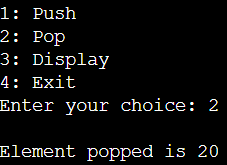 1: Push
2: Pop
3: Display
4: Exit
Enter your choice: 2
Element popped is 20